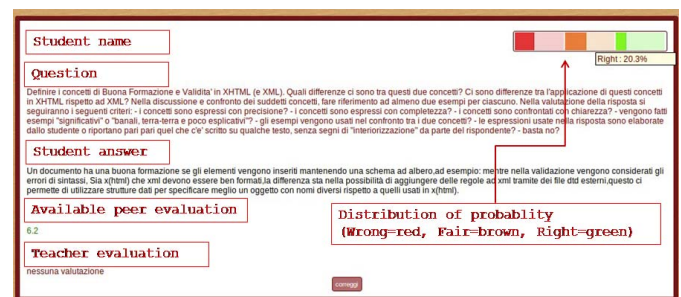 Student name
Right : 20.3%
Question
Definire i concetti di Buona Formazione e Validita' in XHTML (e XML). Quali differenze ci sono tra questi due concetti? Ci sono differenze tra l'applicazione di questi concetti
in XHTML rispetto ad XML? Nella discussione e confronto dei suddetti concetti, fare riferimento ad almeno due esempi per ciascuno. Nella valutazione della risposta si
seguiranno i seguenti criteri: - i concetti sono espressi con precisione? - i concetti sono espressi con completezza? - i concetti sono confrontati con chiarezza? - vengono fatti
esempi "significativi" o "banali, terra-terra e poco esplicativi"? - gli esempi vengono usati nel confronto tra i due concetti? - le espressioni usate nella risposta sono elaborate
dallo studente o riportano pari pari quel che c'e' scritto su qualche testo, senza segni di "interiorizzazione" da parte del rispondente? - basta no?
Student answer
Un documento ha una buona formazione se gli elementi vengono inseriti mantenendo una schema ad albero,ad esempio: mentre nella validazione vengono considerati gli
errori di sintassi, Sia x(html) che xml devono essere ben formati,la differenza sta nella possibilità di aggiungere delle regole ad xml tramite dei file dtd esterni,questo ci
permette di utilizzare strutture dati per specificare meglio un oggetto con nomi diversi rispetto a quelli usati in x(html).
Available peer evaluation
Distribution of probablity
(Wrong=red, Fair=brown, Right=green)
6.2
Teacher evaluation
nessuna valutazione
correggi